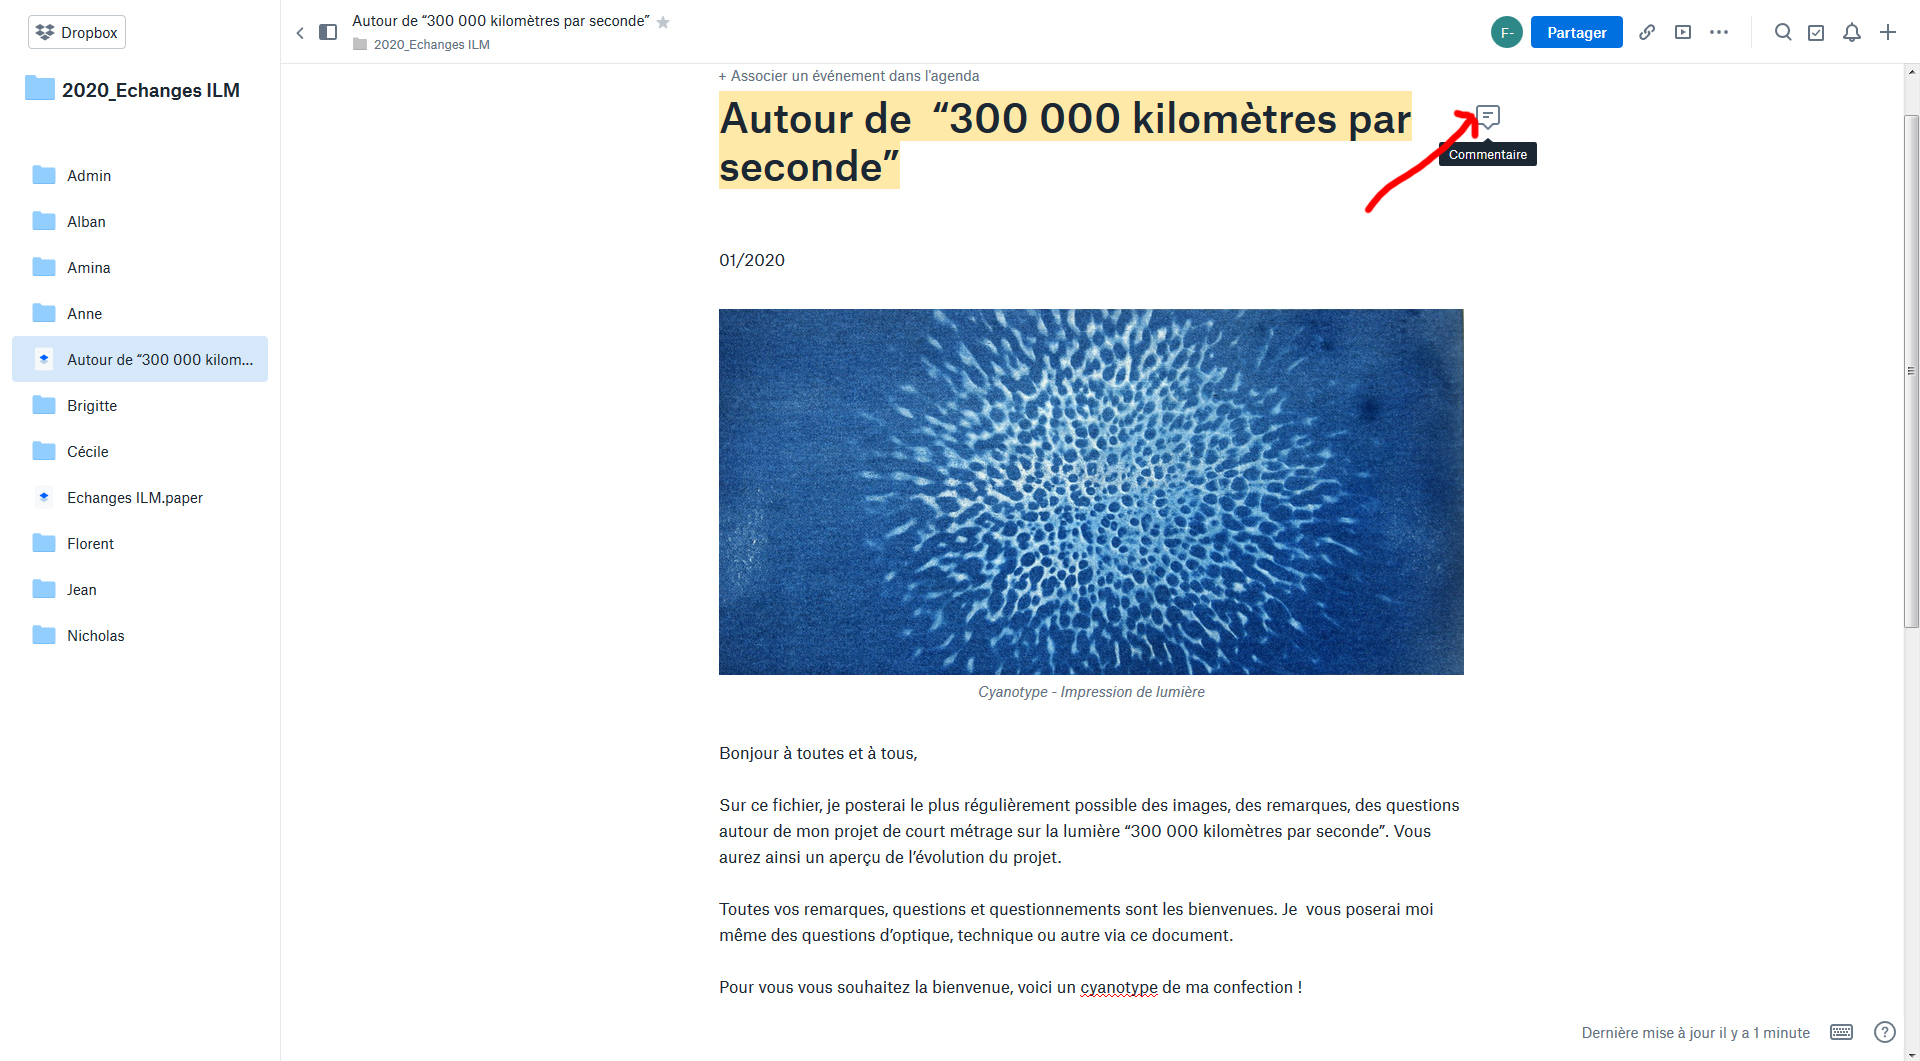 Dropbox
2020_Echanges ILM
Admin
Alban
Amina
Anne
Autour de “300 000 kilom...
Brigitte
Cécile
Echanges ILM.paper
Florent
Jean
Nicholas
Autour de “300 000 kilomètres par seconde”
2020_Echanges ILM
F-
Partager
+ Associer un événement dans l'agenda
Autour de  “300 000 kilomètres par
seconde”
Commentaire
01/2020
Cyanotype - Impression de lumière
Bonjour à toutes et à tous,
Sur ce fichier, je posterai le plus régulièrement possible des images, des remarques, des questions
autour de mon projet de court métrage sur la lumière “300 000 kilomètres par seconde”. Vous
aurez ainsi un aperçu de l’évolution du projet.
Toutes vos remarques, questions et questionnements sont les bienvenues. Je  vous poserai moi
même des questions d’optique, technique ou autre via ce document.
Pour vous vous souhaitez la bienvenue, voici un cyanotype de ma confection !
Dernière mise à jour il y a 1 minute
?